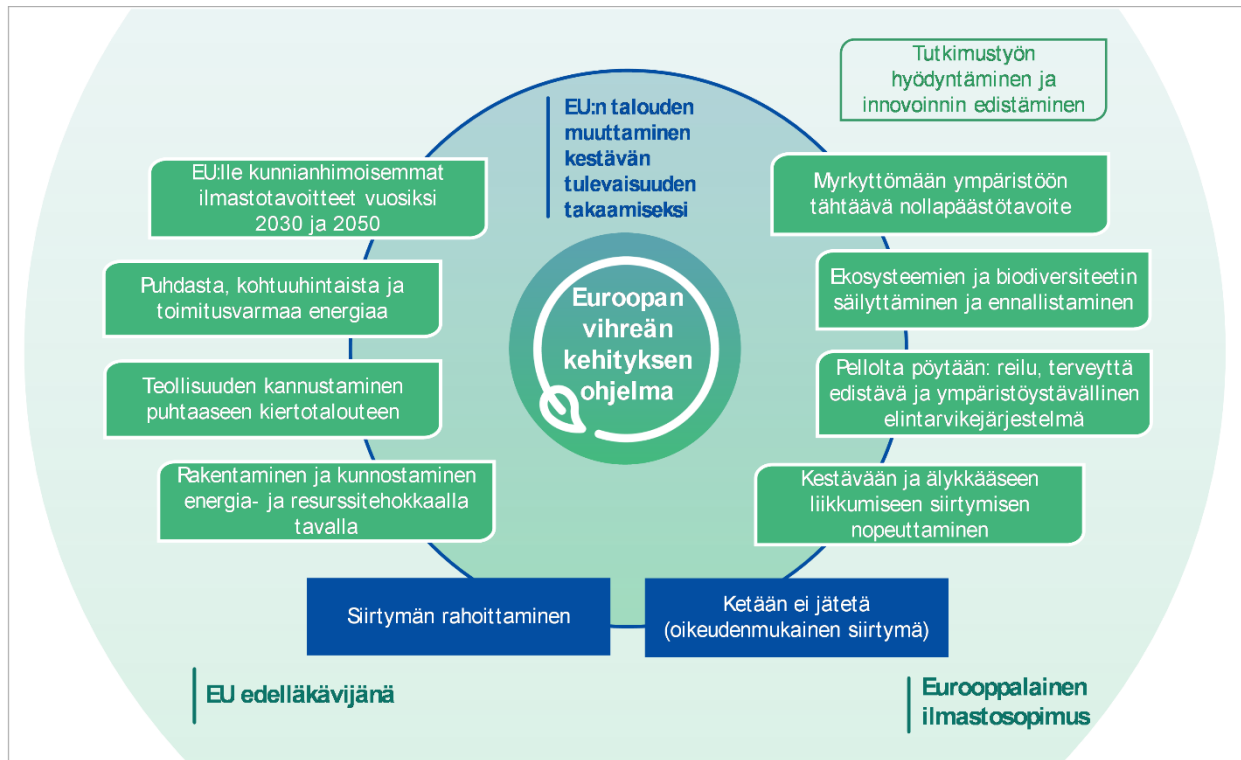 Tutkimustyön
hyödyntäminen ja
innovoinnin edistäminen
EU:n talouden
muuttaminen
kestävän
tulevaisuuden
takaamiseksi
EU:lle kunnianhimoisemmat
ilmastotavoitteet vuosiksi
2030 ja 2050
Puhdasta, kohtuuhintaista ja
toimitusvarmaa energiaa
Teollisuuden kannustaminen
puhtaaseen kiertotalouteen
Rakentaminen ja kunnostaminen
energia- ja resurssitehokkaalla
tavalla
Euroopan
vihreän
kehityksen
ohjelma
Myrkyttömään ympäristöön
tähtäävä nollapäästötavoite
Ekosysteemien ja biodiversiteetin
säilyttäminen ja ennallistaminen
Pellolta pöytään: reilu, terveyttä
edistävä ja ympäristöystävällinen
elintarvikejärjestelmä
Kestävään ja älykkääseen
liikkumiseen siirtymisen
nopeuttaminen
Siirtymän rahoittaminen
Ketään ei jätetä
(oikeudenmukainen siirtymä)
EU edelläkävijänä
Eurooppalainen
ilmastosopimus